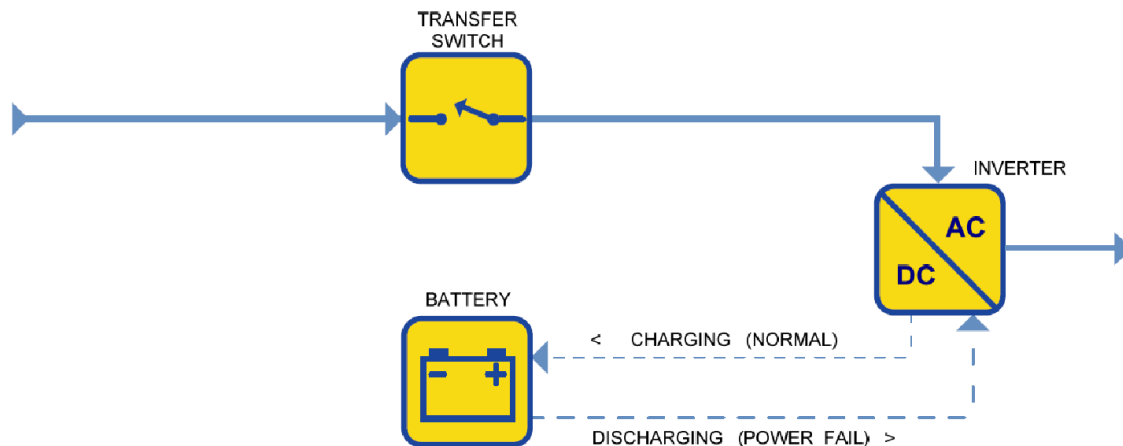 TRANSFER
SWITCH
INVERTER
AC
DC
BATTERY
< CHARGING (NORMAL)
- +
DISCHARGING (POWER FAIL) >